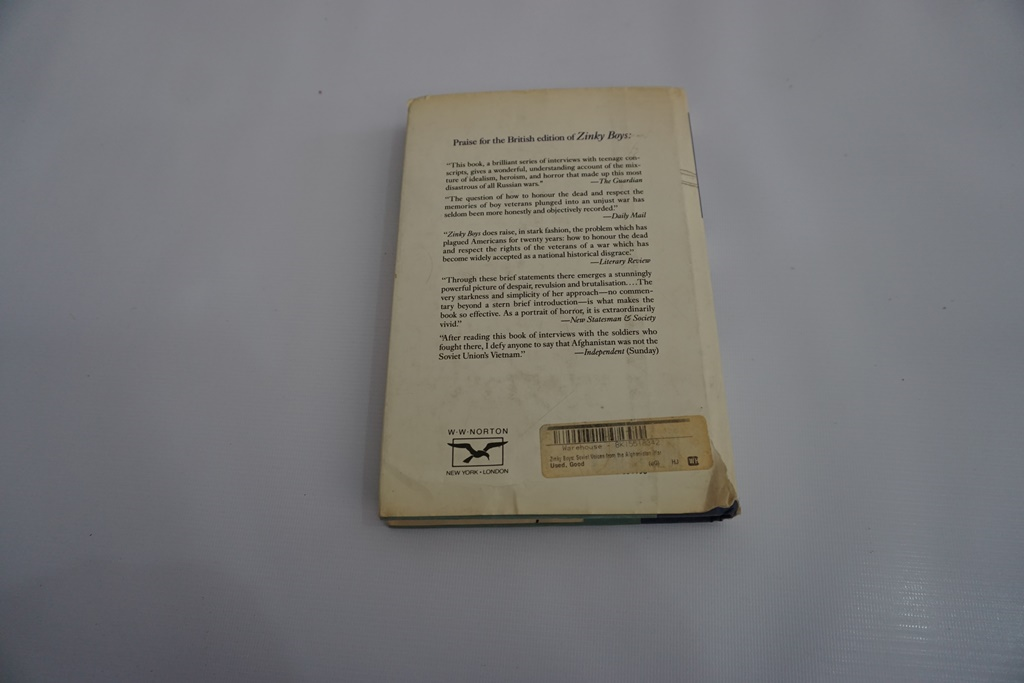 Praise for the British edition of Zinky Boys:
"This book, a brilliant series of interviews with teenage con-
scripts, gives a wonderful, understanding account of the mix-
ture of idealism, heroism, and horror that made up this most
disastrous of all Russian wars." —The Guardian
"The question of how to honour the dead and respect the
memories of boy veterans plunged into an unjust war has
seldom been more honestly and objectively recorded."
—Daily Mail
"Zinky Boys does raise, in stark fashion, the problem which has
plagued Americans for twenty years: how to honour the dead
and respect the rights of the veterans of a war which has
become widely accepted as a national historical disgrace."
—Literary Review
"Through these brief statements there emerges a stunningly
powerful picture of despair, revulsion and brutalisation....The
very starkness and simplicity of her approach—no commen-
tary beyond a stern brief introduction—is what makes the
book so effective. As a portrait of horror, it is extraordinarily
vivid." —New Statesman & Society
"After reading this book of interviews with the soldiers who
fought there, I defy anyone to say that Afghanistan was not the
Soviet Union's Vietnam." —Independent (Sunday)
W·W·NORTON
NEW YORK · LONDON
Warehouse -
Zinky Boys: Soviet Voices from the Afghanistan War
Used, Good